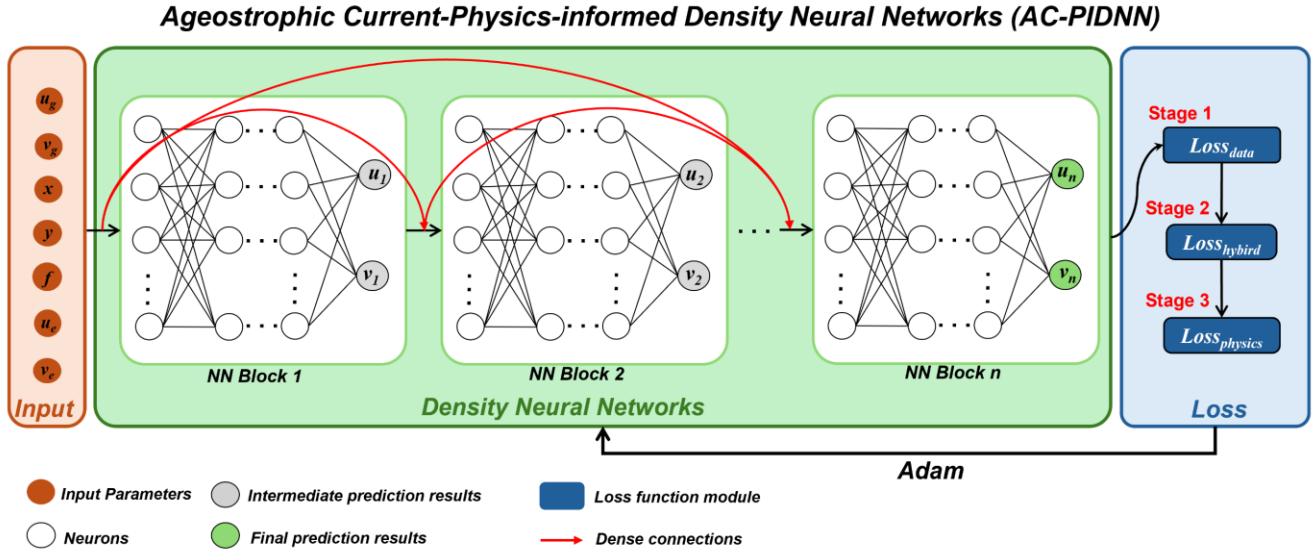 Ageostrophic Current-Physics-informed Density Neural Networks (AC-PIDNN)
u_g
v_g
x
y
f
u_e
v_e
Input
u_1
v_1
NN Block 1
u_2
v_2
NN Block 2
u_n
v_n
NN Block n
Density Neural Networks
Stage 1
Loss_data
Stage 2
Loss_hybird
Stage 3
Loss_physics
Loss
Adam
Input Parameters
Intermediate prediction results
Loss function module
Neurons
Final prediction results
Dense connections